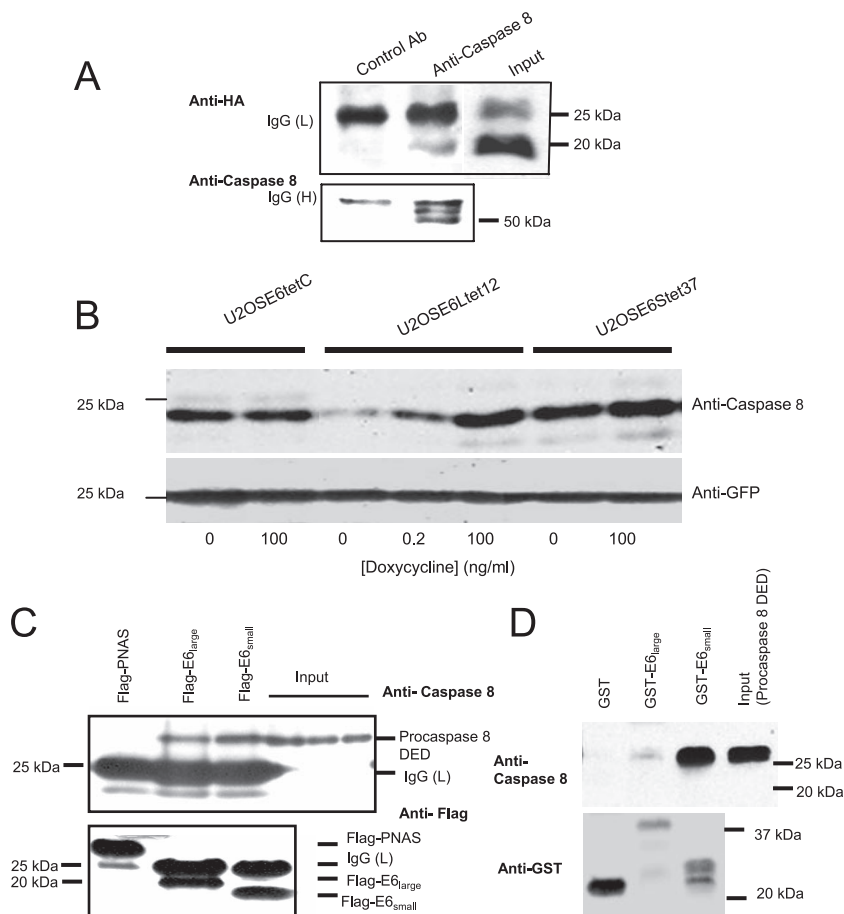 A
Control Ab
Anti-Caspase 8
Input
Anti-HA
IgG (L)
25 kDa
20 kDa
Anti-Caspase 8
IgG (H)
50 kDa
B
U2OSE6tetC
U2OSE6Ltet12
U2OSE6Stet37
25 kDa
Anti-Caspase 8
25 kDa
Anti-GFP
0 100 0 0.2 100 0 100
[Doxycycline] (ng/ml)
C
Flag-PNAS
Flag-E6large
Flag-E6small
Input
Anti- Caspase 8
Procaspase 8
DED
25 kDa
IgG (L)
Anti- Flag
Flag-PNAS
25 kDa
IgG (L)
20 kDa
Flag-E6large
Flag-E6small
D
GST
GST-E6large
GST-E6small
Input
(Procaspase 8 DED)
Anti-
Caspase 8
25 kDa
20 kDa
37 kDa
Anti-GST
20 kDa